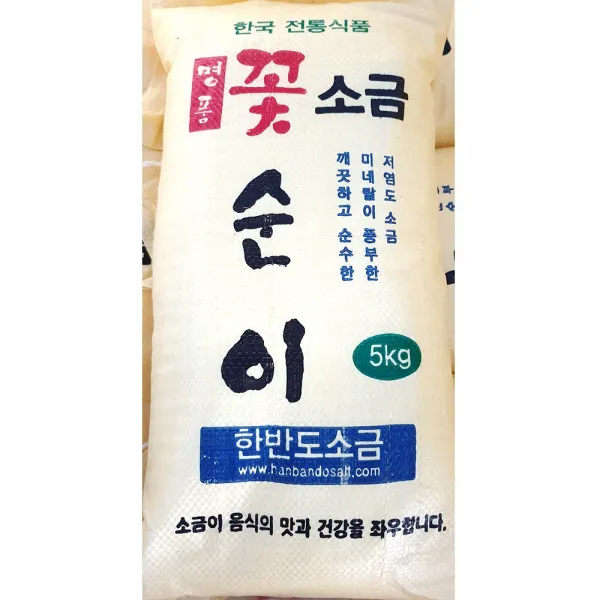 한국 전통식품
명품
꽃소금
순이
깨끗하고 순수한
미네랄이 풍부한
저염도 소금
5kg
한반도소금
www.hanbandosalt.com
소금이 음식의 맛과 건강을 좌우합니다.